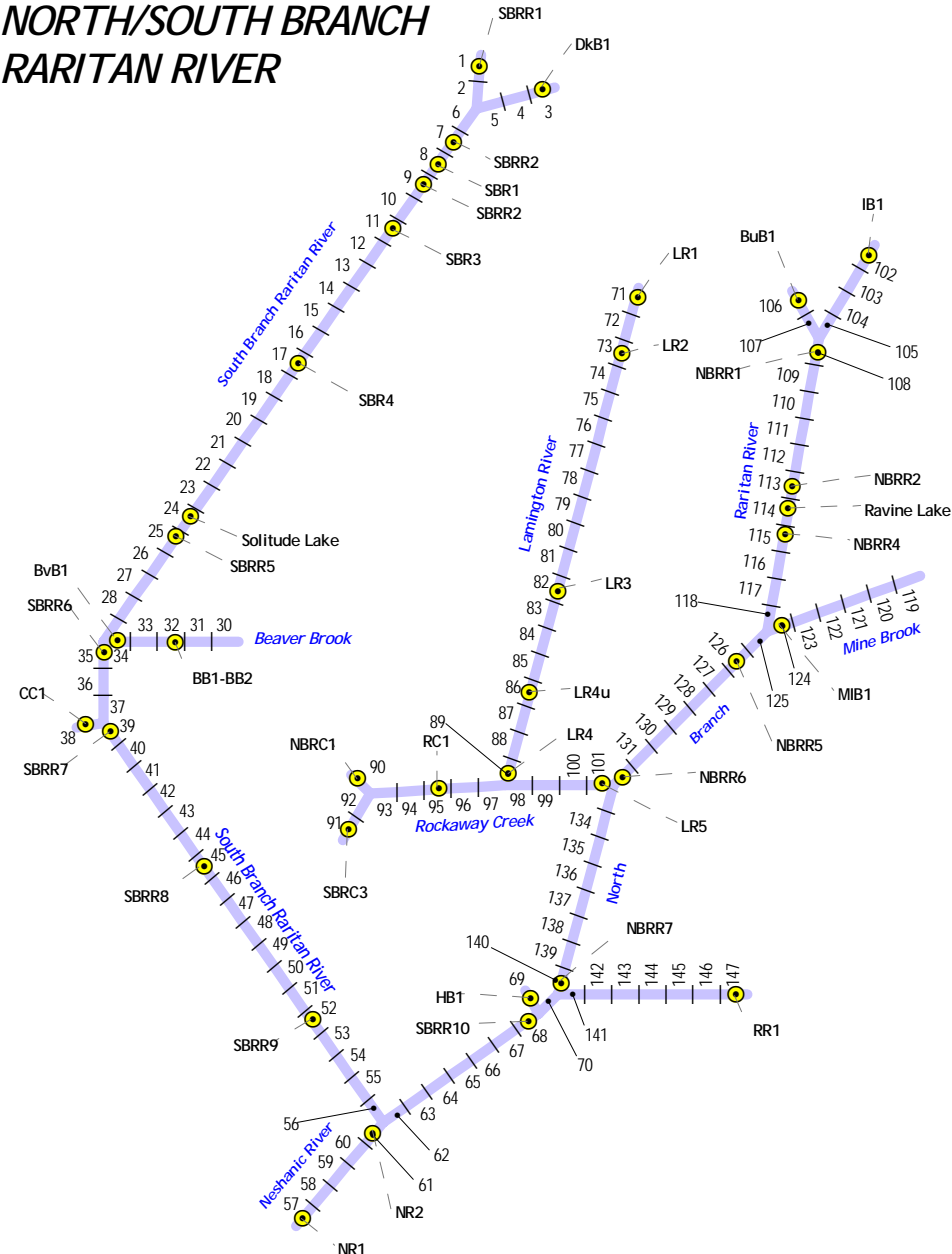 NORTH/SOUTH BRANCH
RARITAN RIVER
SBRR1
DkB1
1
2
3
4
5
6
7
8
9
SBRR2
SBR1
SBRR2
10
11
SBR3
12
13
14
15
16
17
SBR4
South Branch Raritan River
18
19
20
21
22
23
24
25
Solitude Lake
SBRR5
26
27
28
BvB1
SBRR6
33
32
31
30
Beaver Brook
BB1-BB2
35
34
36
37
CC1
38
39
SBRR7
40
41
42
43
44
45
SBRR8
46
47
48
49
50
51
52
South Branch Raritan River
SBRR9
53
54
55
56
Neshanic River
57
58
59
60
61
NR1
NR2
62
63
64
65
66
67
68
SBRR10
HB1
69
70
LR1
71
72
73
LR2
74
75
76
77
78
79
80
81
82
LR3
Lamington River
83
84
85
86
LR4u
87
88
89
LR4
NBRC1
90
91
92
SBRC3
93
94
95
RC1
96
97
98
99
100
101
Rockaway Creek
LR5
IB1
BuB1
102
103
104
105
106
107
NBRR1
108
109
110
111
112
113
NBRR2
114
Ravine Lake
115
NBRR4
116
117
118
Raritan River
119
120
121
122
123
Mine Brook
124
MIB1
125
126
NBRR5
127
128
129
130
131
Branch
NBRR6
134
135
136
137
138
139
North
140
NBRR7
141
142
143
144
145
146
147
RR1